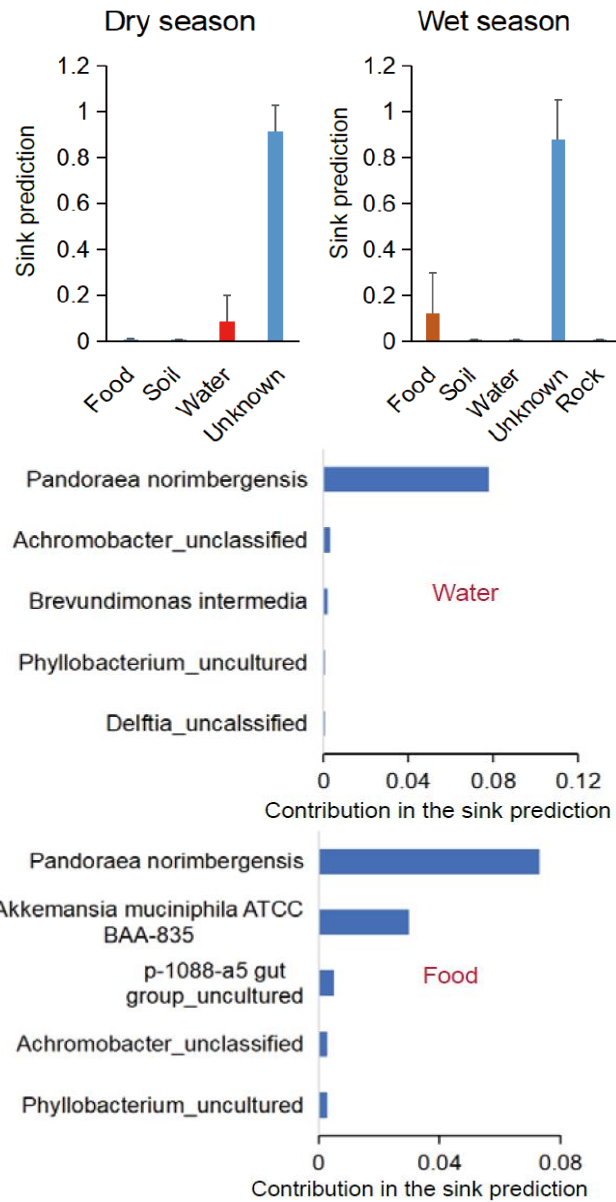 Dry season
Wet season
Sink prediction
1.2
1
0.8
0.6
0.4
0.2
0
Food
Soil
Water
Unknown
Sink prediction
1.2
1
0.8
0.6
0.4
0.2
0
Food
Soil
Water
Unknown
Rock
Pandoraea norimbergensis
Achromobacter_unclassified
Brevundimonas intermedia
Phyllobacterium_uncultured
Delftia_uncalssified
Water
0 0.04 0.08 0.12
Contribution in the sink prediction
Pandoraea norimbergensis
Akkemansia muciniphila ATCC
BAA-835
p-1088-a5 gut
group_uncultured
Achromobacter_unclassified
Phyllobacterium_uncultured
Food
0 0.04 0.08
Contribution in the sink prediction